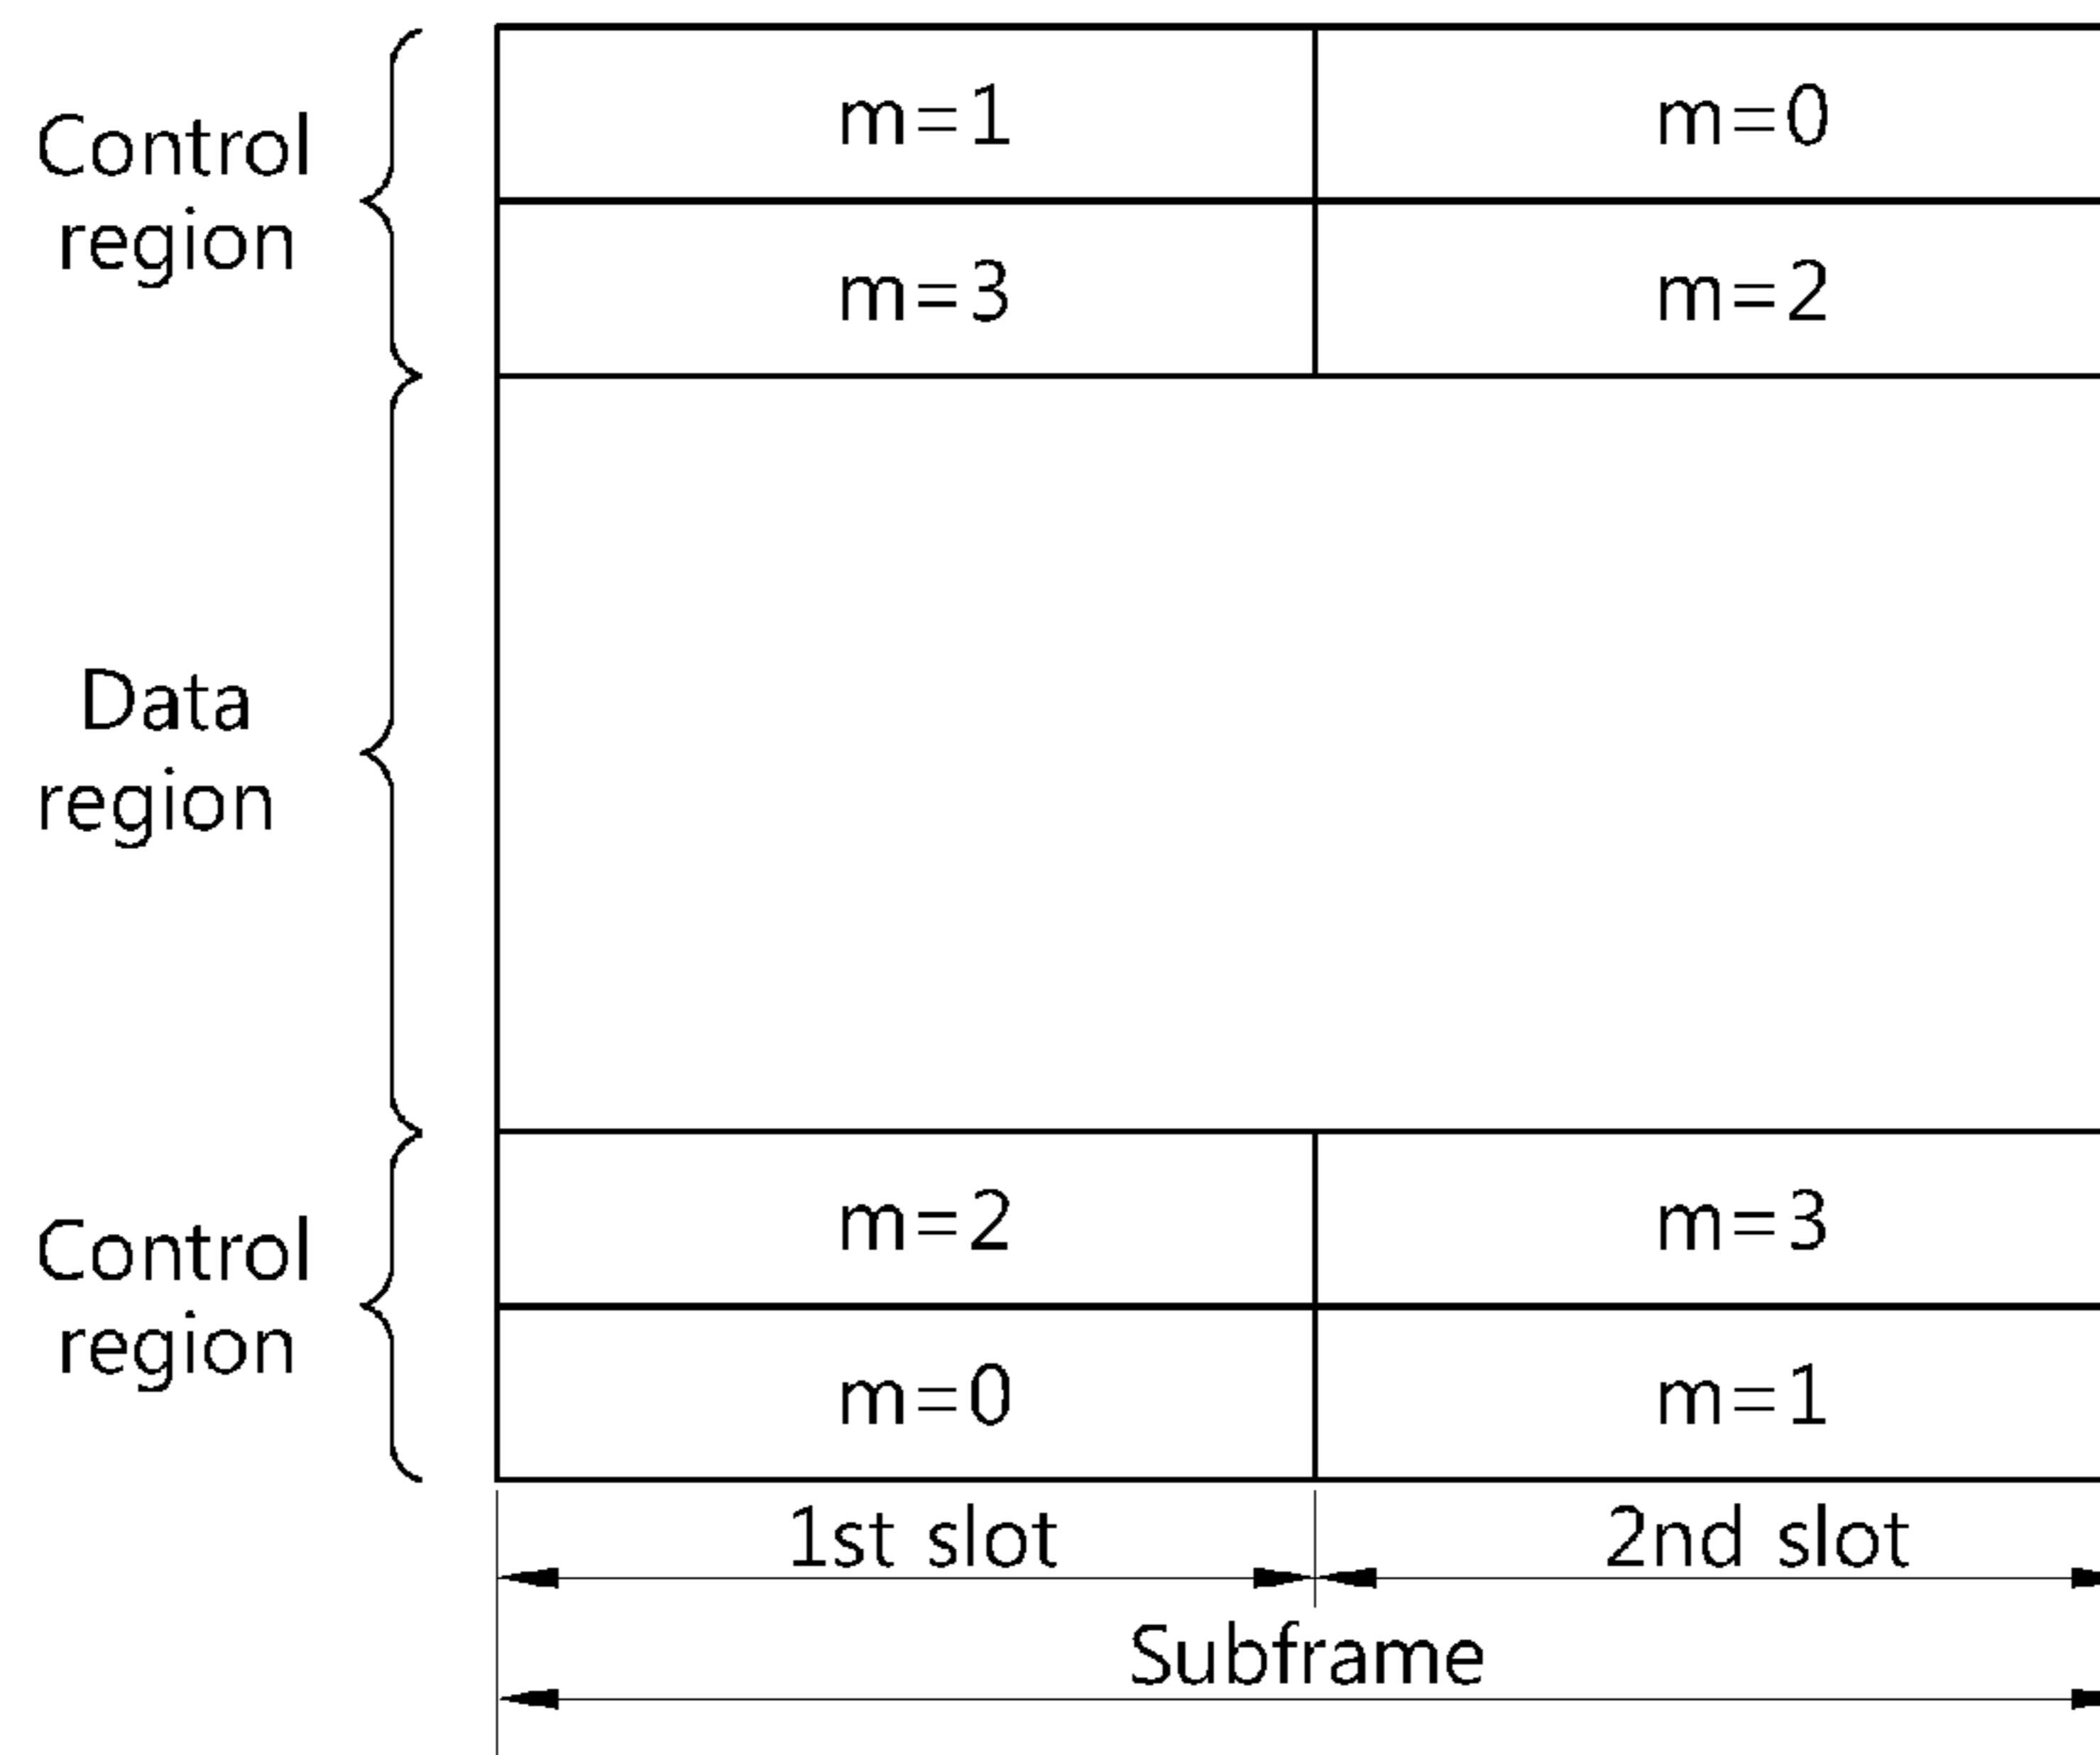 m=1 m=0
Control
region
m=3 m=2
Data
region
m=2 m=3
Control
region
m=0 m=1
1st slot 2nd slot
Subframe